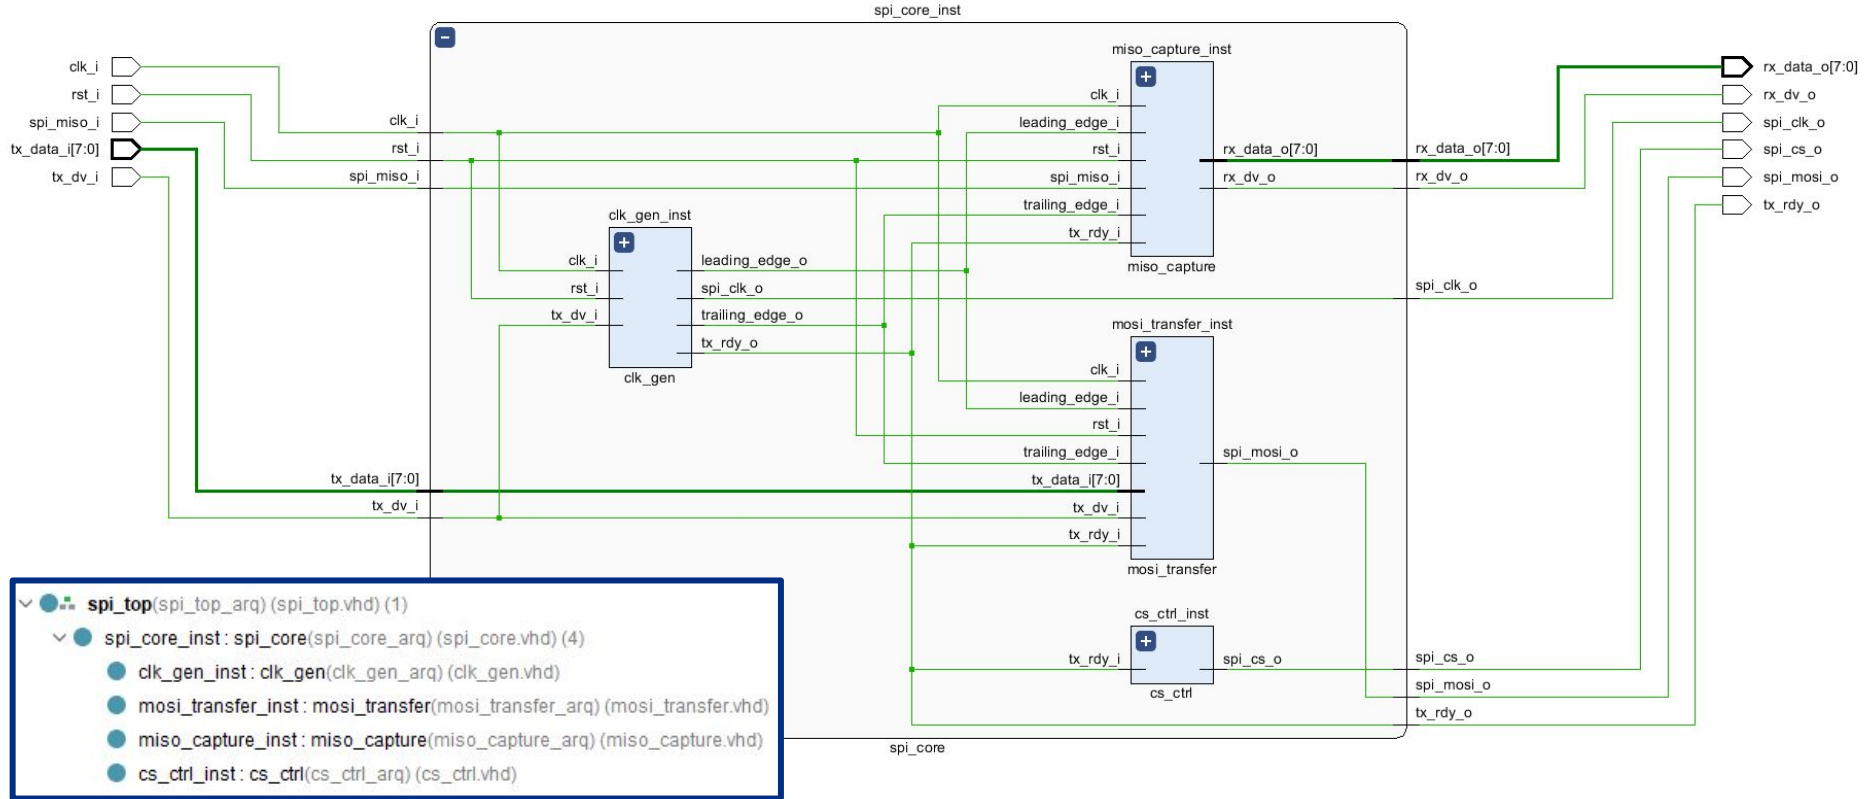 spi_core_inst
clk_i
rst_i
spi_miso_i
tx_data_i[7:0]
tx_dv_i
clk_i
rst_i
spi_miso_i
tx_data_i[7:0]
tx_dv_i
clk_gen_inst
clk_i
rst_i
tx_dv_i
leading_edge_o
spi_clk_o
trailing_edge_o
tx_rdy_o
clk_gen
miso_capture_inst
clk_i
leading_edge_i
rst_i
spi_miso_i
trailing_edge_i
tx_rdy_i
rx_data_o[7:0]
rx_dv_o
miso_capture
mosi_transfer_inst
clk_i
leading_edge_i
rst_i
trailing_edge_i
tx_data_i[7:0]
tx_dv_i
tx_rdy_i
spi_mosi_o
mosi_transfer
cs_ctrl_inst
tx_rdy_i
spi_cs_o
cs_ctrl
rx_data_o[7:0]
rx_dv_o
spi_clk_o
spi_cs_o
spi_mosi_o
tx_rdy_o
rx_data_o[7:0]
rx_dv_o
spi_clk_o
spi_cs_o
spi_mosi_o
tx_rdy_o
spi_core
spi_top(spi_top_arq) (spi_top.vhd) (1)
spi_core_inst : spi_core(spi_core_arq) (spi_core.vhd) (4)
clk_gen_inst : clk_gen(clk_gen_arq) (clk_gen.vhd)
mosi_transfer_inst : mosi_transfer(mosi_transfer_arq) (mosi_transfer.vhd)
miso_capture_inst : miso_capture(miso_capture_arq) (miso_capture.vhd)
cs_ctrl_inst : cs_ctrl(cs_ctrl_arq) (cs_ctrl.vhd)